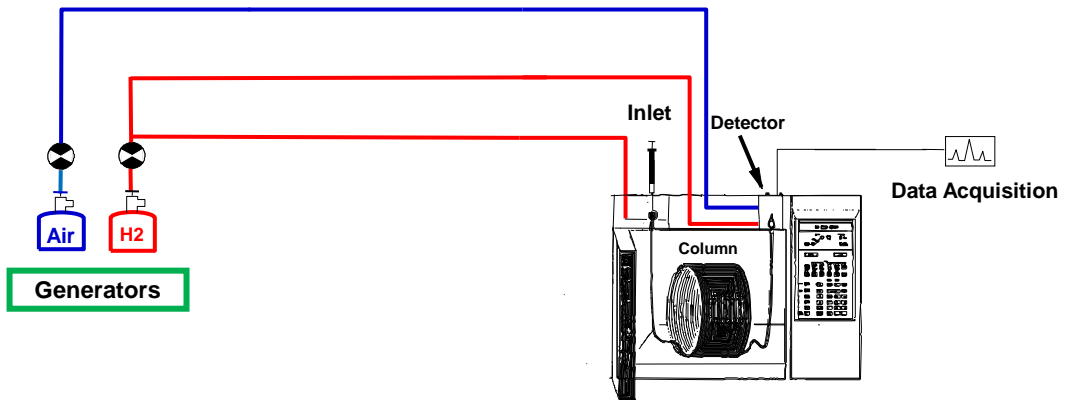 Inlet
Detector
Data Acquisition
Air
H2
Column
Generators